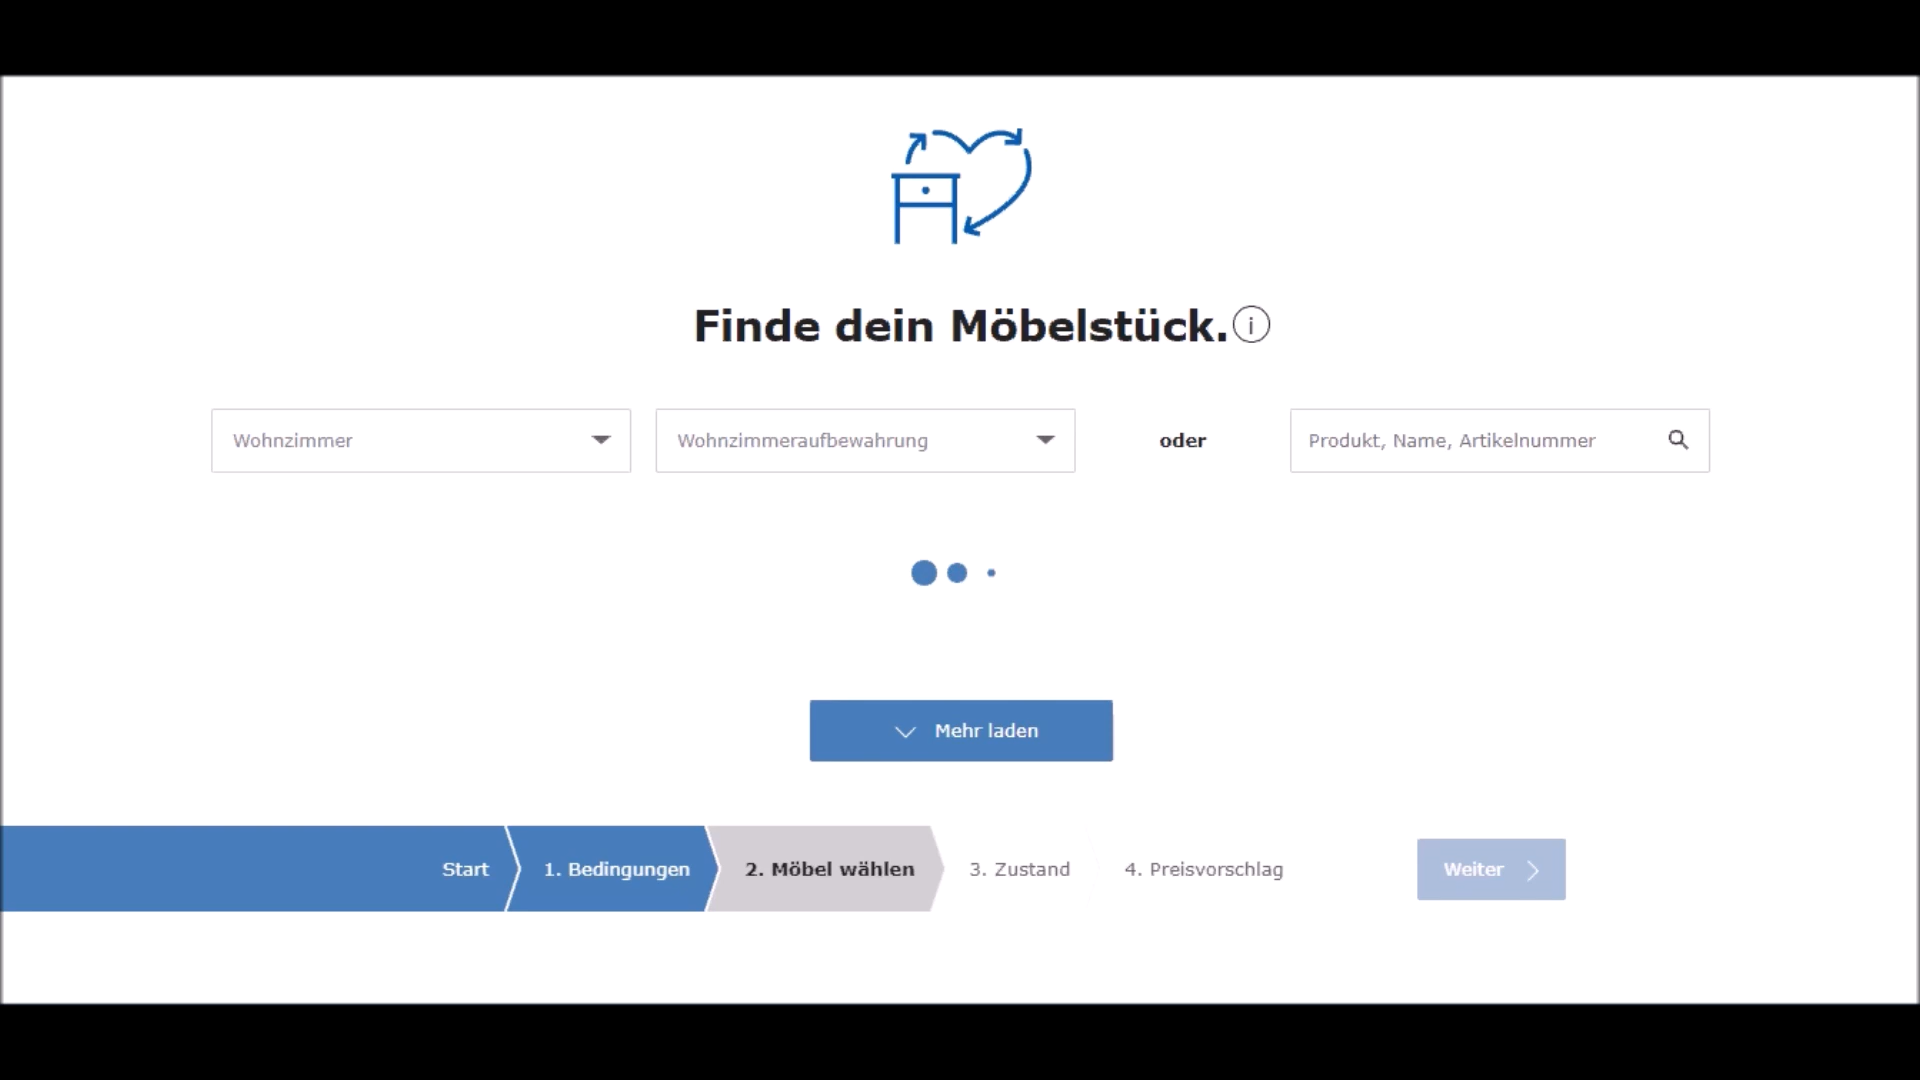 Finde dein Möbelstück. i
Wohnzimmer
Wohnzimmeraufbewahrung
oder
Produkt, Name, Artikelnummer
Mehr laden
Start
1. Bedingungen
2. Möbel wählen
3. Zustand
4. Preisvorschlag
Weiter